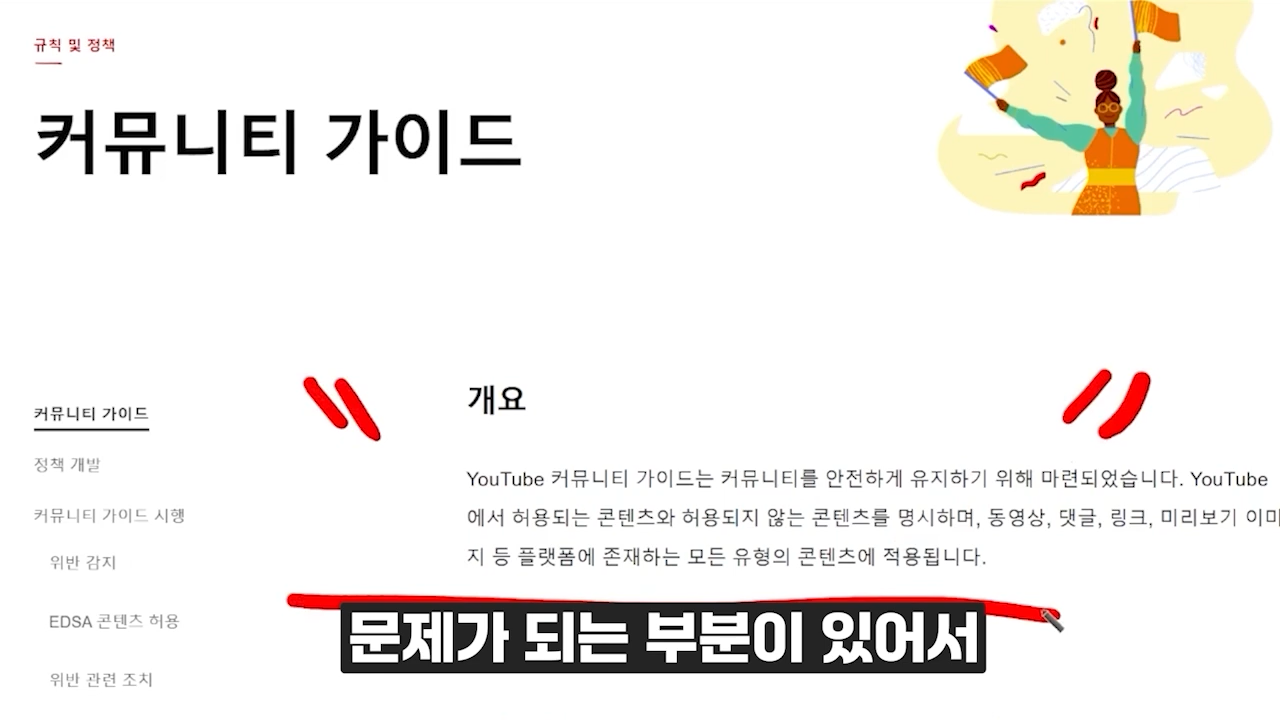 규칙 및 정책
커뮤니티 가이드
커뮤니티 가이드
정책 개발
커뮤니티 가이드 시행
위반 감지
EDSA 콘텐츠 허용
위반 관련 조치
개요
YouTube 커뮤니티 가이드는 커뮤니티를 안전하게 유지하기 위해 마련되었습니다. YouTube
에서 허용되는 콘텐츠와 허용되지 않는 콘텐츠를 명시하며, 동영상, 댓글, 링크, 미리보기 이미
지 등 플랫폼에 존재하는 모든 유형의 콘텐츠에 적용됩니다.
문제가 되는 부분이 있어서